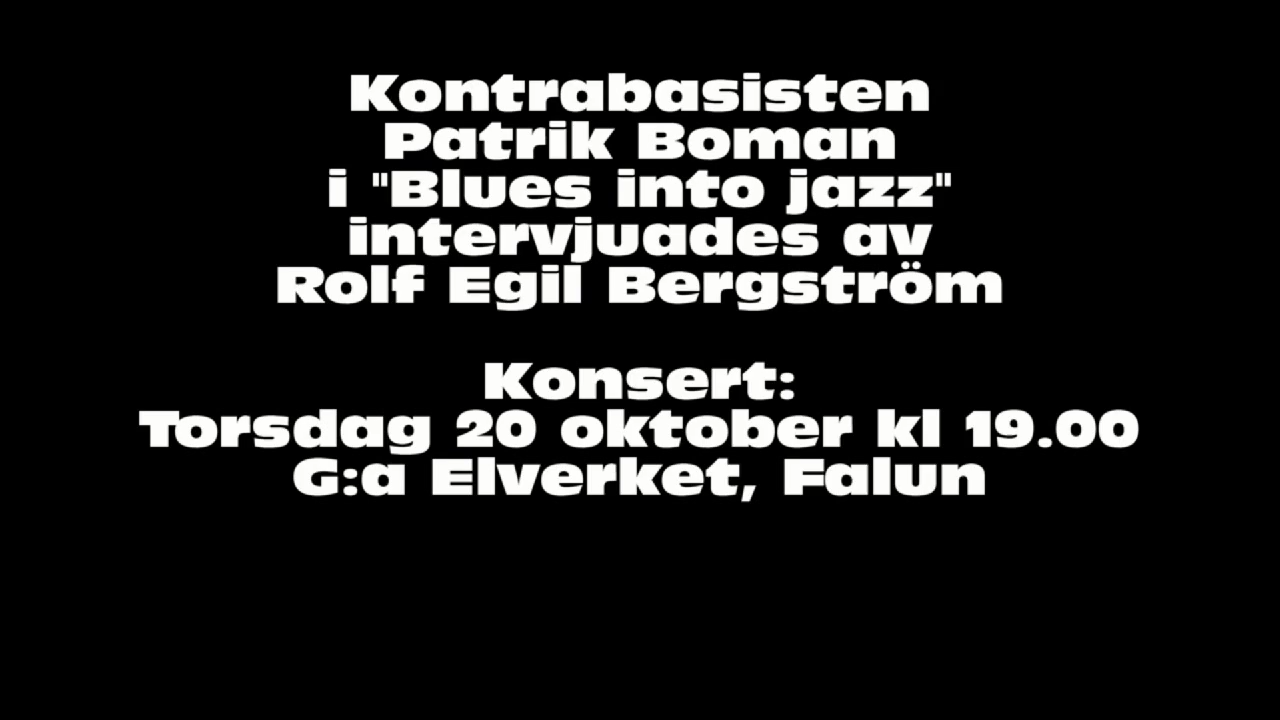 Kontrabasisten
Patrik Boman
i "Blues into jazz"
intervjuades av
Rolf Egil Bergström
Konsert:
Torsdag 20 oktober kl 19.00
G:a Elverket, Falun